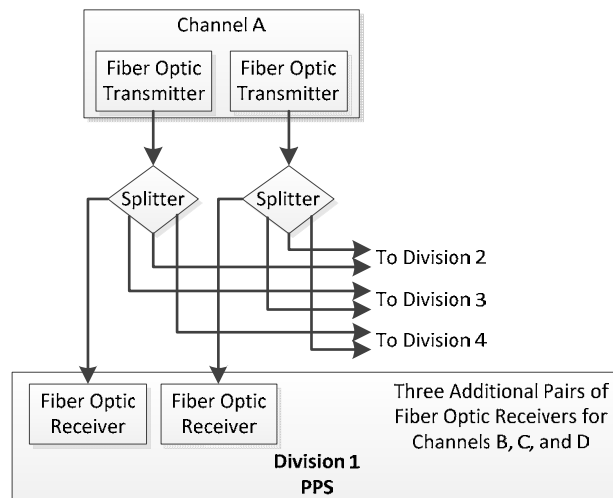 Channel A
Fiber Optic
Transmitter
Fiber Optic
Transmitter
Splitter
Splitter
To Division 2
To Division 3
To Division 4
Fiber Optic
Receiver
Fiber Optic
Receiver
Three Additional Pairs of
Fiber Optic Receivers for
Channels B, C, and D
Division 1
PPS